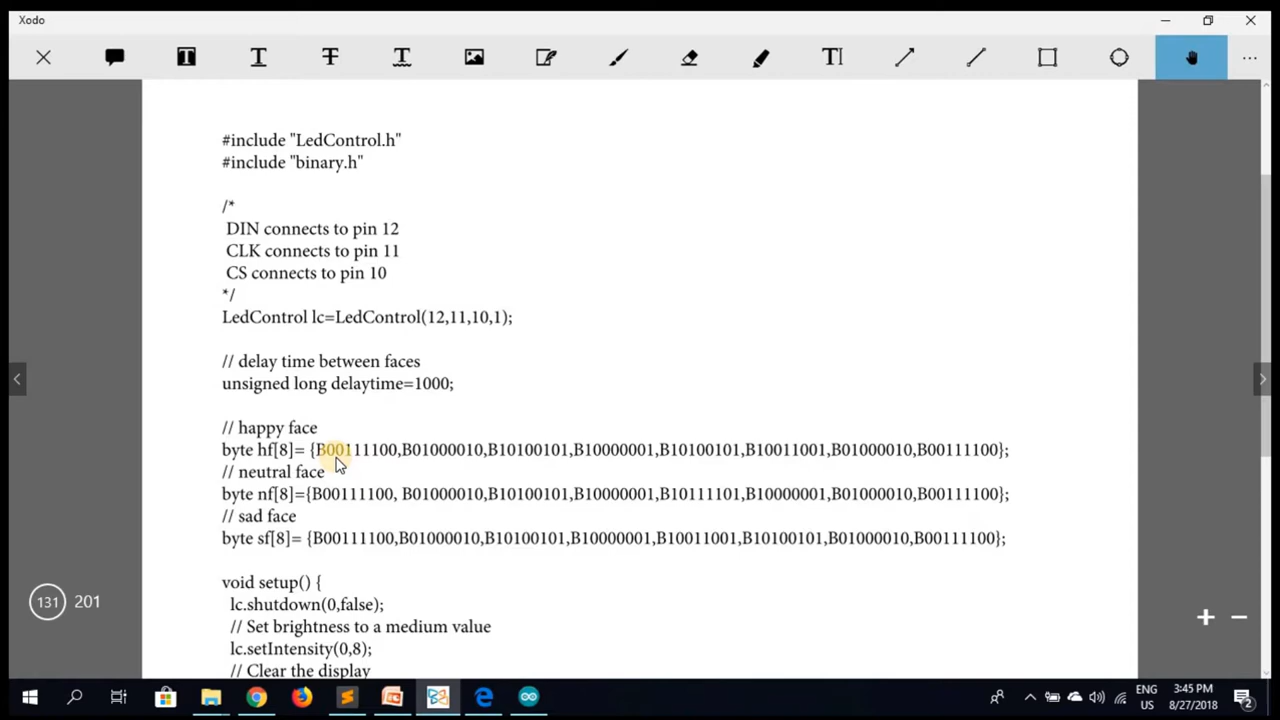 Xodo
#include "LedControl.h"
#include "binary.h"
/*
DIN connects to pin 12
CLK connects to pin 11
CS connects to pin 10
*/
LedControl lc=LedControl(12,11,10,1);
// delay time between faces
unsigned long delaytime=1000;
// happy face
byte hf[8]= {B00111100,B01000010,B10100101,B10000001,B10100101,B10011001,B01000010,B00111100};
// neutral face
byte nf[8]={B00111100, B01000010,B10100101,B10000001,B10111101,B10000001,B01000010,B00111100};
// sad face
byte sf[8]= {B00111100,B01000010,B10100101,B10000001,B10011001,B10100101,B01000010,B00111100};
void setup() {
lc.shutdown(0,false);
// Set brightness to a medium value
lc.setIntensity(0,8);
// Clear the display
131 201
ENG
US
3:45 PM
8/27/2018
2